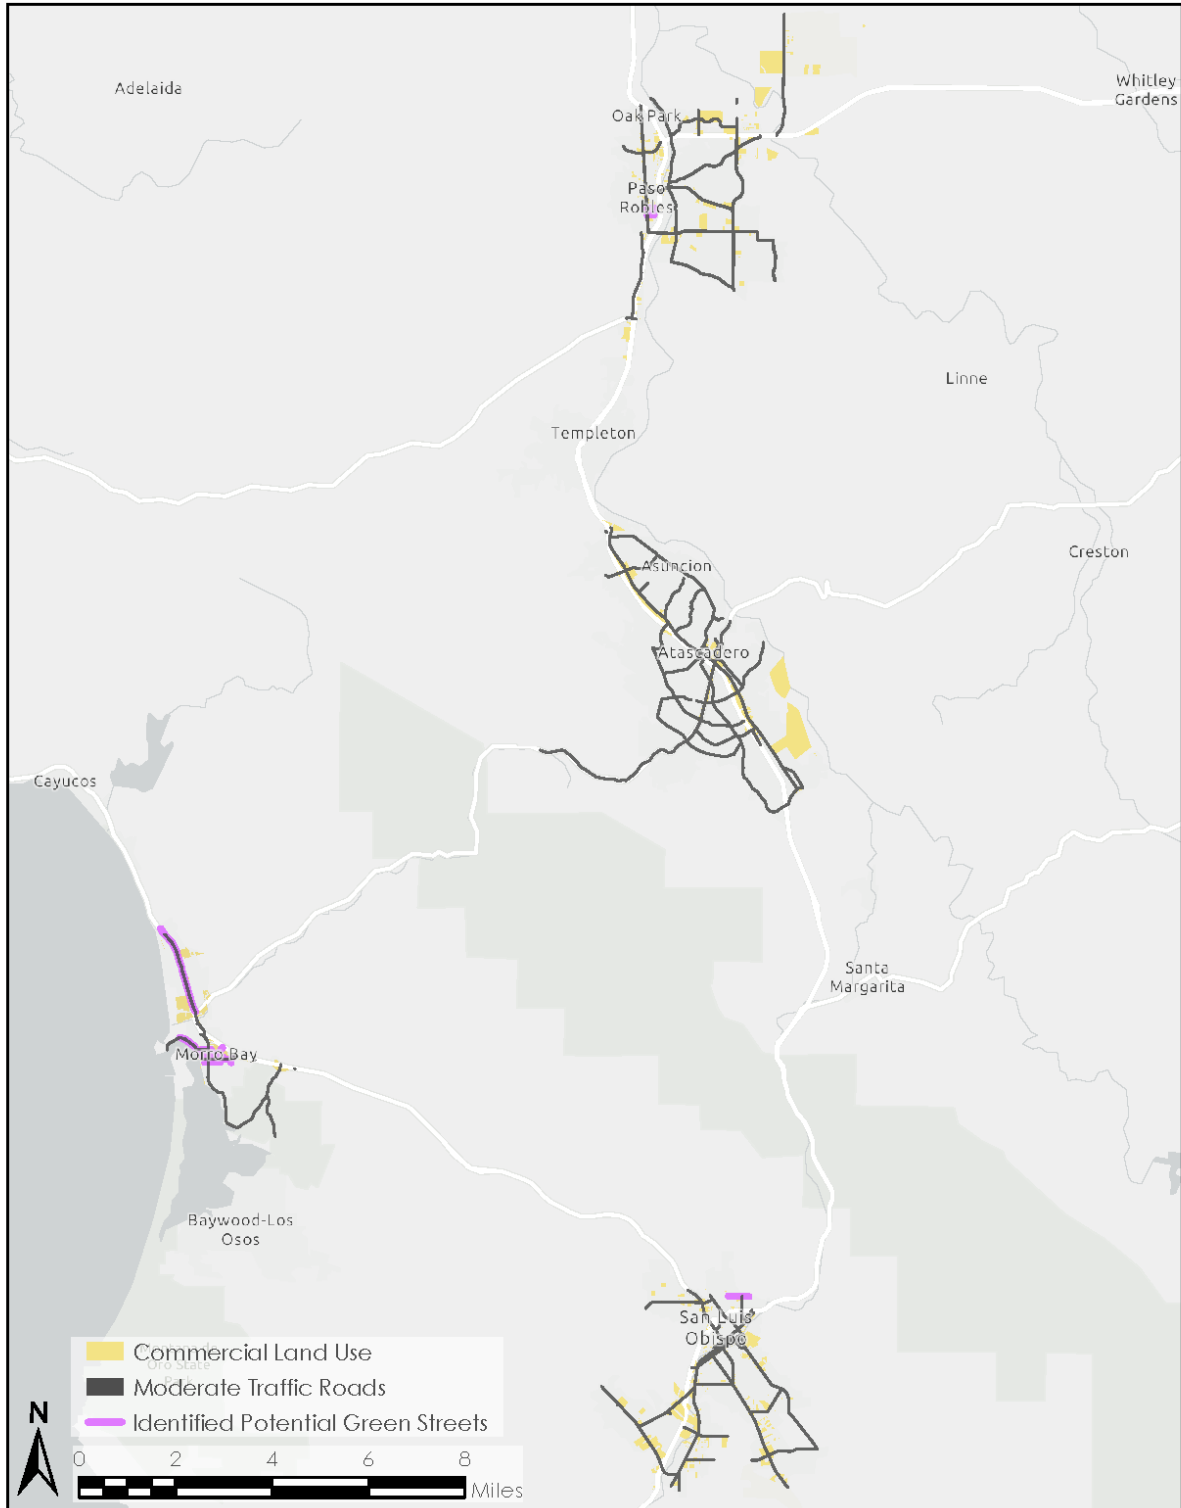 Adelaida
Whitley
Gardens
Oak Park
Paso
Robles
Linne
Templeton
Creston
Asuncion
Atascadero
Cayucos
Santa
Margarita
Morro Bay
Baywood-Los
Osos
San Luis
Obispo
Commercial Land Use
Oro State
Moderate Traffic Roads
Identified Potential Green Streets
N
0 2 4 6 8
Miles